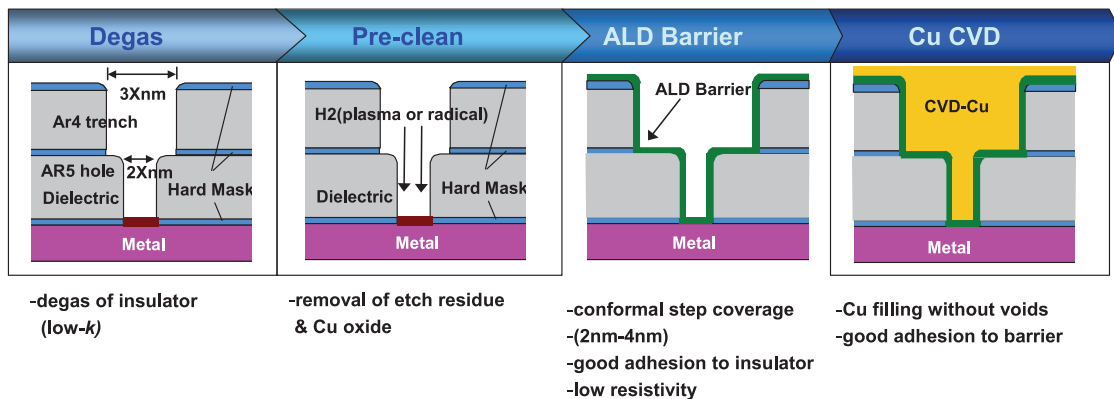 Degas
Pre-clean
ALD Barrier
Cu CVD
3Xnm
Ar4 trench
AR5 hole
2Xnm
Dielectric
Hard Mask
Metal
H2(plasma or radical)
Dielectric
Hard Mask
Metal
ALD Barrier
Metal
CVD-Cu
Metal
-degas of insulator
(low-k)
-removal of etch residue
& Cu oxide
-conformal step coverage
-(2nm-4nm)
-good adhesion to insulator
-low resistivity
-Cu filling without voids
-good adhesion to barrier